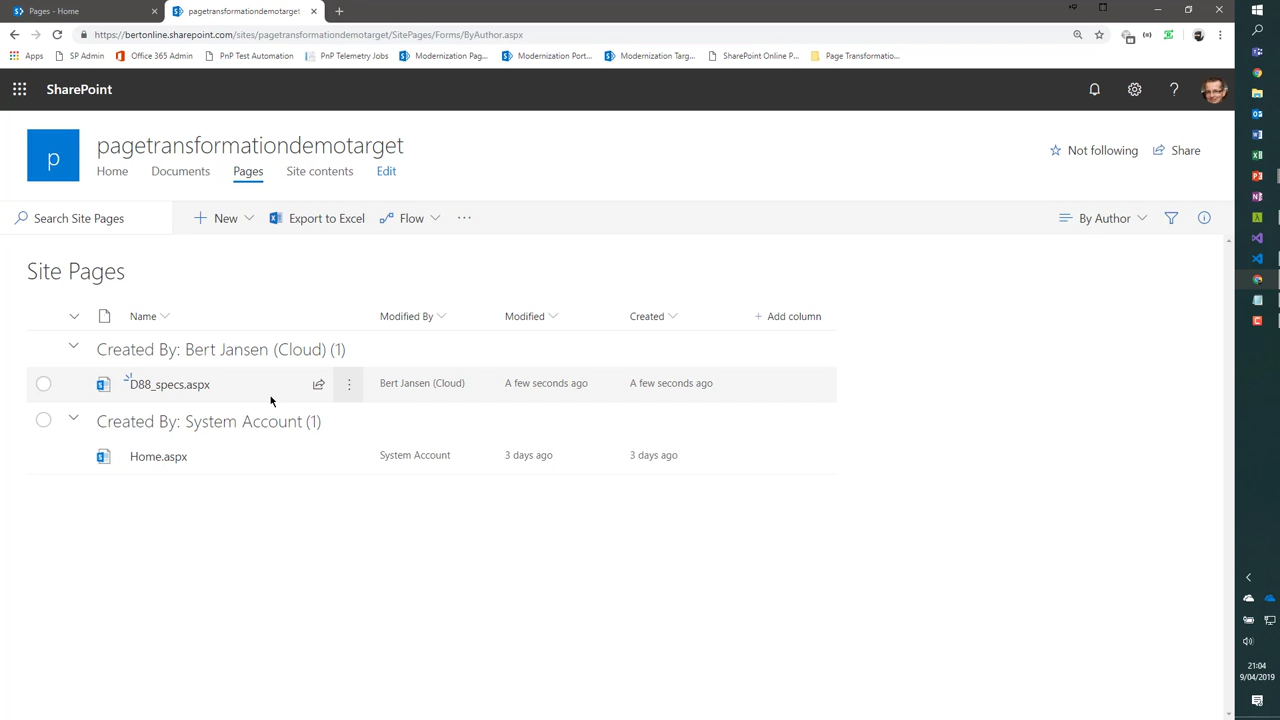 Pages - Home
pagetransformationdemotarget
https://bertonline.sharepoint.com/sites/pagetransformationdemotarget/SitePages/Forms/ByAuthor.aspx
Apps SP Admin Office 365 Admin PnP Test Automation PnP Telemetry Jobs Modernization Pag... Modernization Port... Modernization Targ... SharePoint Online P... Page Transformatio...
SharePoint
p
pagetransformationdemotarget
Not following Share
Home Documents Pages Site contents Edit
Search Site Pages New Export to Excel Flow By Author
Site Pages
Name Modified By Modified Created + Add column
Created By: Bert Jansen (Cloud) (1)
D88_specs.aspx Bert Jansen (Cloud) A few seconds ago A few seconds ago
Created By: System Account (1)
Home.aspx System Account 3 days ago 3 days ago
21:04
9/04/2019